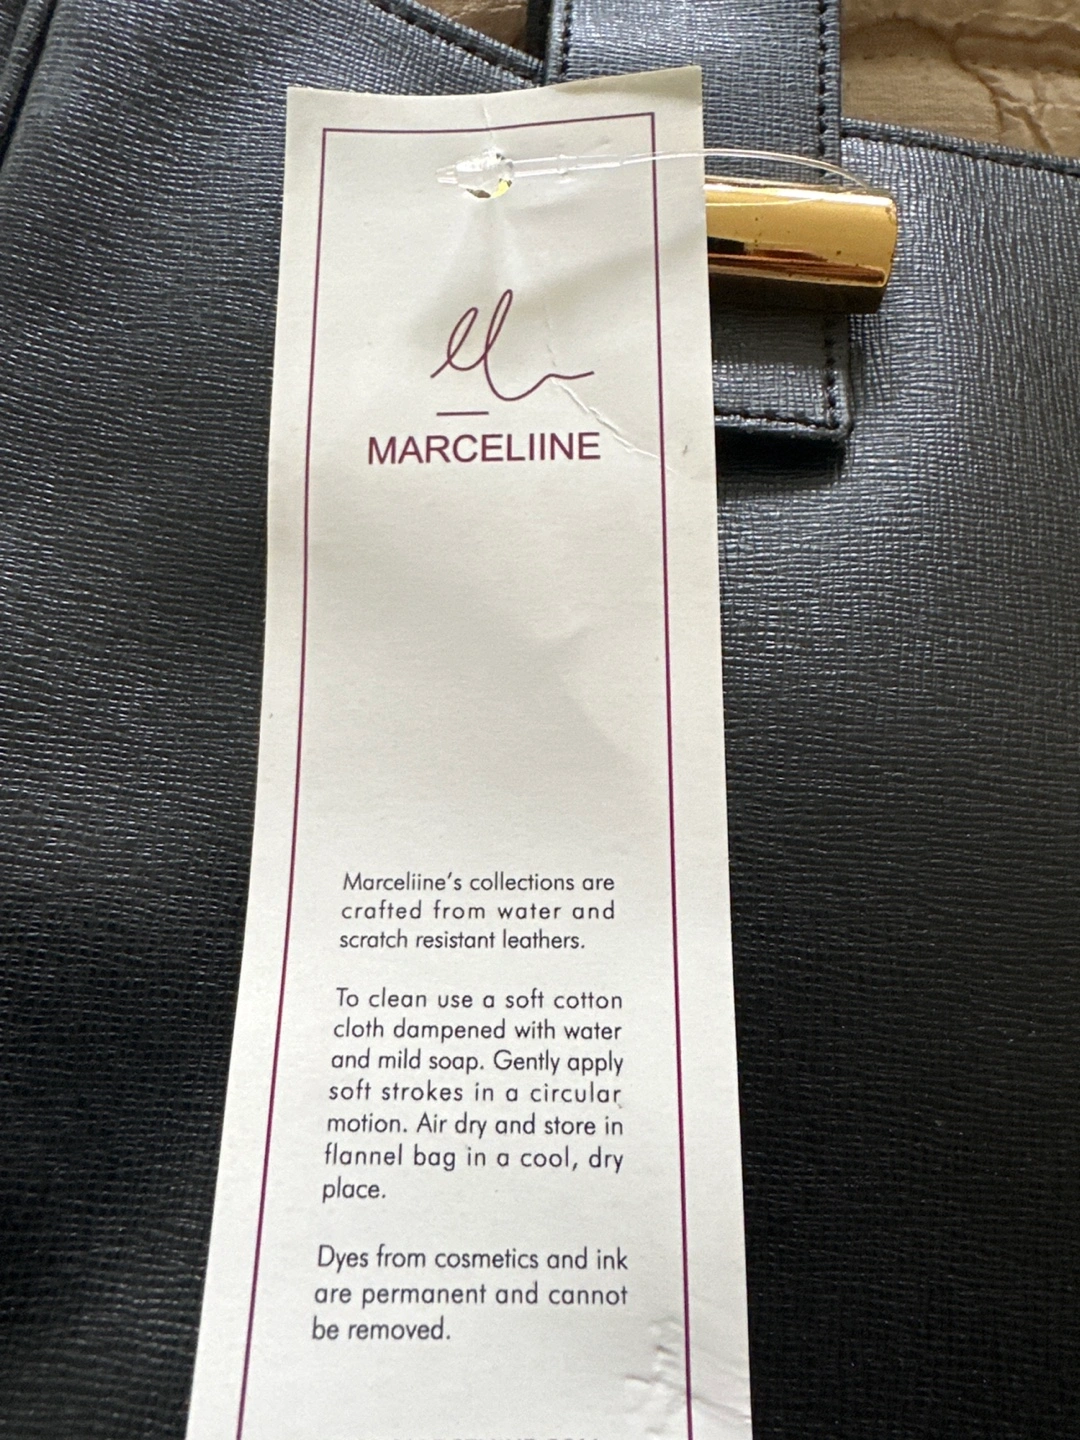 MARCELIINE
Marceliine's collections are
crafted from water and
scratch resistant leathers.
To clean use a soft cotton
cloth dampened with water
and mild soap. Gently apply
soft strokes in a circular
motion. Air dry and store in
flannel bag in a cool, dry
place.
Dyes from cosmetics and ink
are permanent and cannot
be removed.